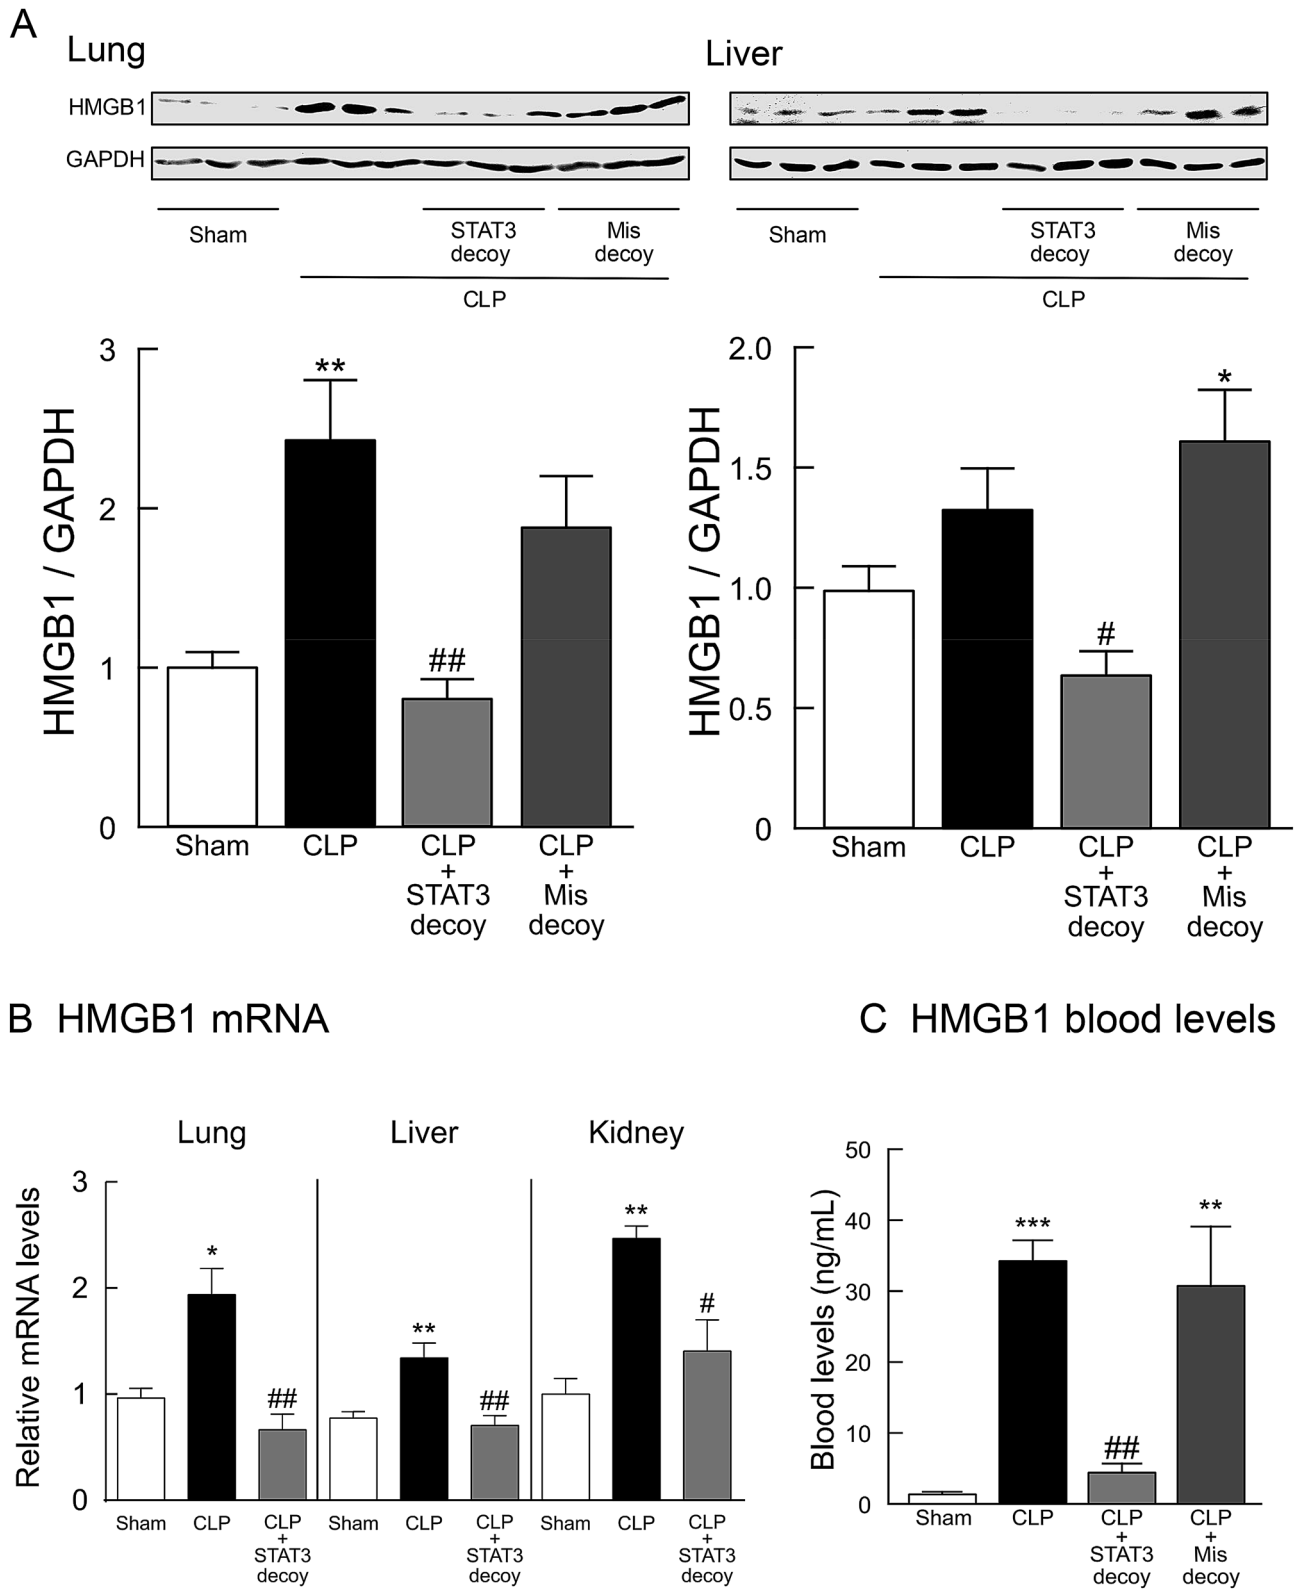 A
Lung
Liver
HMGB1
GAPDH
Sham
STAT3
decoy
Mis
decoy
CLP
Sham
STAT3
decoy
Mis
decoy
CLP
HMGB1 / GAPDH
3
2
1
0
**
##
Sham
CLP
CLP
+
STAT3
decoy
CLP
+
Mis
decoy
HMGB1 / GAPDH
2.0
1.5
1.0
0.5
0
#
*
Sham
CLP
CLP
+
STAT3
decoy
CLP
+
Mis
decoy
B HMGB1 mRNA
Lung
Liver
Kidney
Relative mRNA levels
3
2
1
0
*
##
**
##
**
#
Sham
CLP
CLP
+
STAT3
decoy
Sham
CLP
CLP
+
STAT3
decoy
Sham
CLP
CLP
+
STAT3
decoy
C HMGB1 blood levels
Blood levels (ng/mL)
50
40
30
20
10
0
***
##
**
Sham
CLP
CLP
+
STAT3
decoy
CLP
+
Mis
decoy